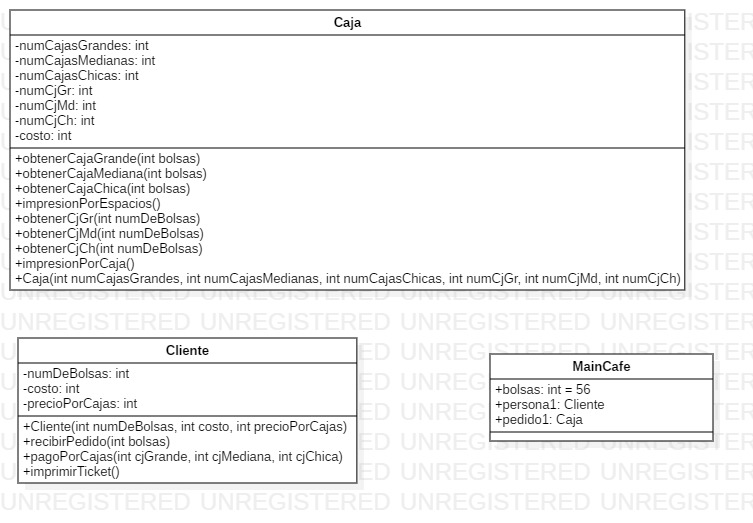 Caja
-numCajasGrandes: int
-numCajasMedianas: int
-numCajasChicas: int
-numCjGr: int
-numCjMd: int
-numCjCh: int
-costo: int
+obtenerCajaGrande(int bolsas)
+obtenerCajaMediana(int bolsas)
+obtenerCajaChica(int bolsas)
+impresionPorEspacios()
+obtenerCjGr(int numDeBolsas)
+obtenerCjMd(int numDeBolsas)
+obtenerCjCh(int numDeBolsas)
+impresionPorCaja()
+Caja(int numCajasGrandes, int numCajasMedianas, int numCajasChicas, int numCjGr, int numCjMd, int numCjCh)
UNREGISTERED UNREGISTERED UNREGISTERED UNREGISTER
Cliente
-numDeBolsas: int
-costo: int
-precioPorCajas: int
+Cliente(int numDeBolsas, int costo, int precioPorCajas)
+recibirPedido(int bolsas)
+pagoPorCajas(int cjGrande, int cjMediana, int cjChica)
+imprimirTicket()
MainCafe
+bolsas: int = 56
+persona1: Cliente
+pedido1: Caja
UNREGISTERED UNREGISTERED UNREGISTERED UNREGISTER